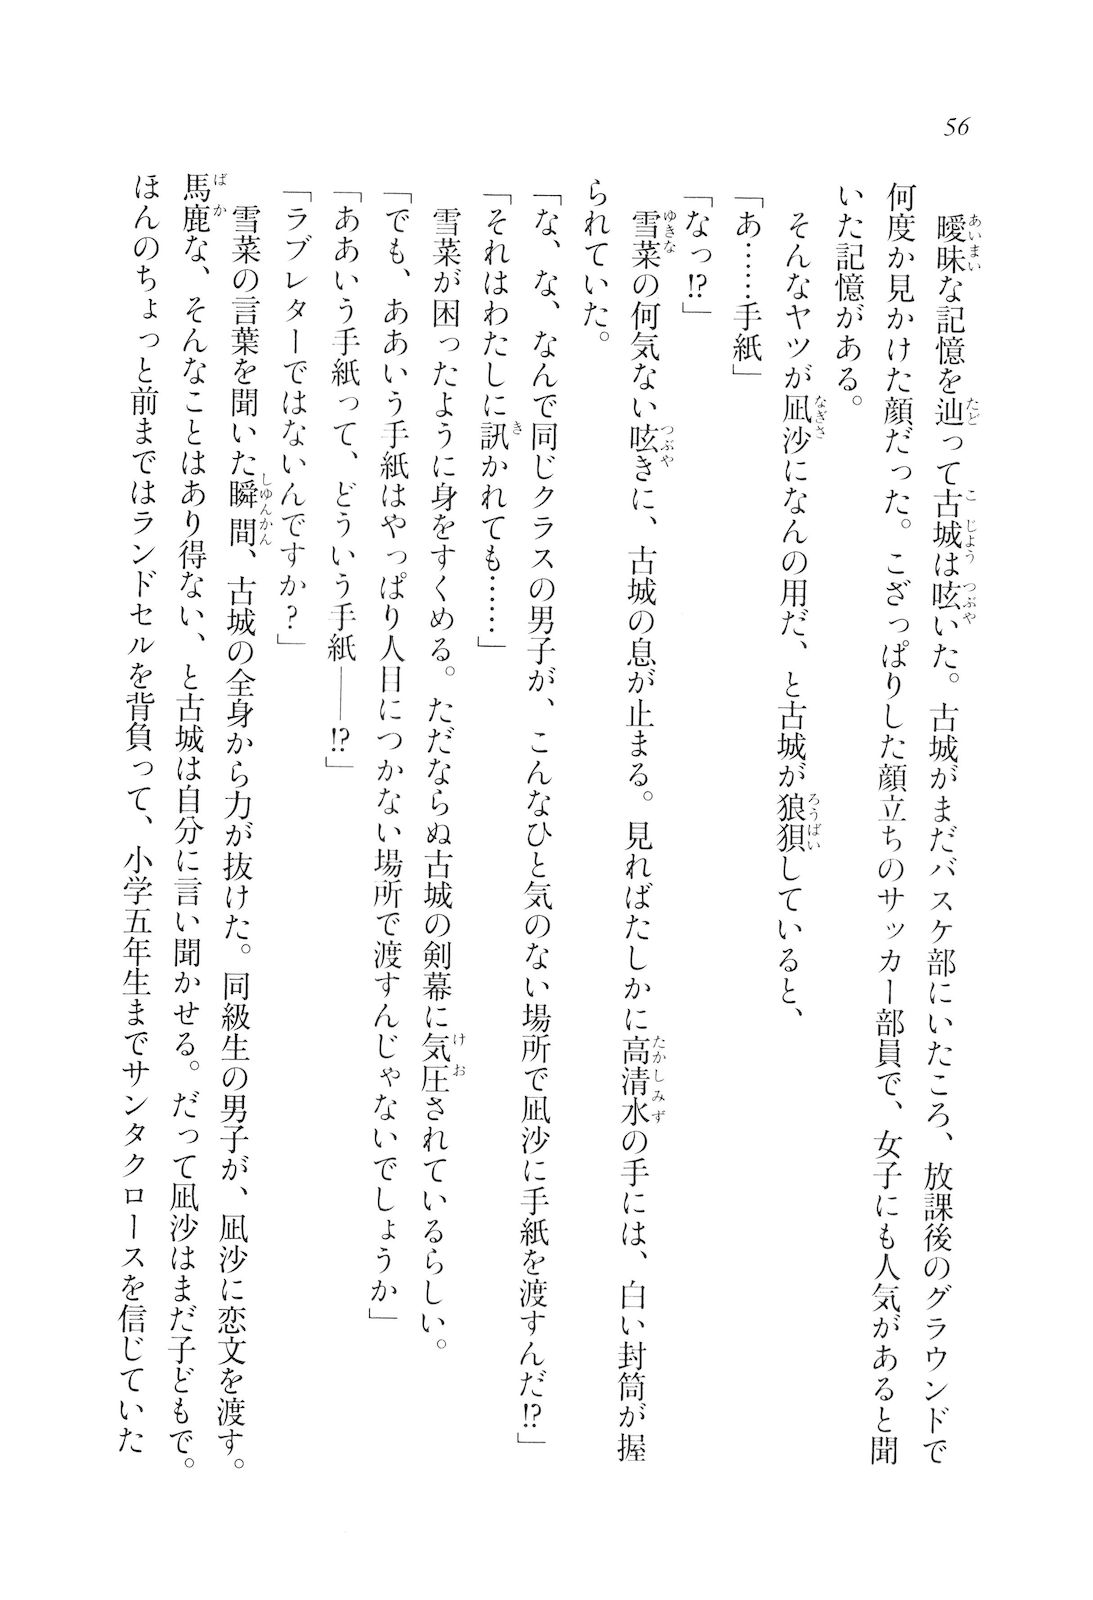 56
曖昧な記憶を辿って古城は呟いた。古城がまだバスケ部にいたころ、放課後のグラウンドで
何度か見かけた顔だった。こざっぱりした顔立ちのサッカー部員で、女子にも人気があると聞
いた記憶がある。
そんなヤツが凪沙になんの用だ、と古城が狼狽していると、
「あ……手紙」
「なっ!?」
雪菜の何気ない呟きに、古城の息が止まる。見ればたしかに高清水の手には、白い封筒が握
られていた。
「な、な、なんで同じクラスの男子が、こんなひと気のない場所で凪沙に手紙を渡すんだ!?」
「それはわたしに訊かれても……」
雪菜が困ったように身をすくめる。ただならぬ古城の剣幕に気圧されているらしい。
「でも、ああいう手紙はやっぱり人目につかない場所で渡すんじゃないでしょうか」
「ああいう手紙って、どういう手紙――!?」
「ラブレターではないんですか？」
雪菜の言葉を聞いた瞬間、古城の全身から力が抜けた。同級生の男子が、凪沙に恋文を渡す。
馬鹿な、そんなことはあり得ない、と古城は自分に言い聞かせる。だって凪沙はまだ子どもで。
ほんのちょっと前まではランドセルを背負って、小学五年生までサンタクロースを信じていた